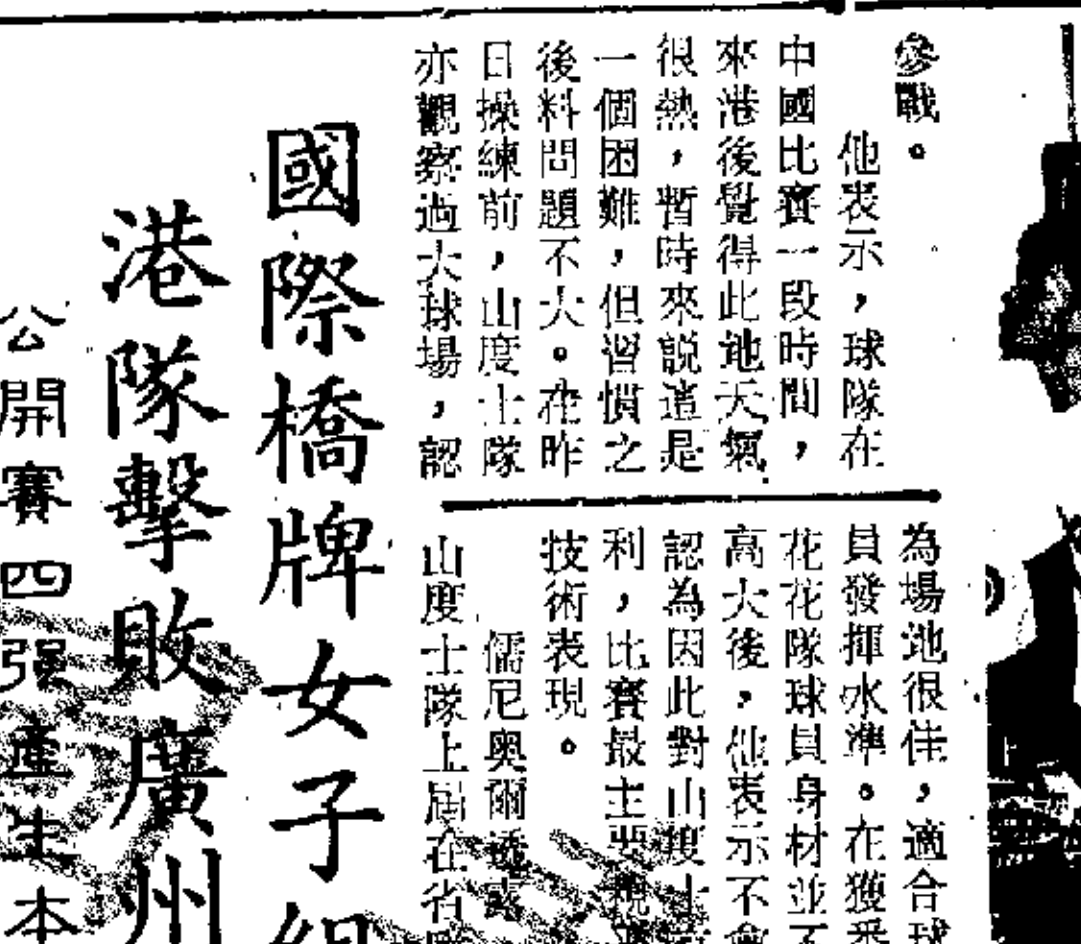 參戰。
他表示，球隊在
中國比賽一段時間，
來港後覺得此地天氣
很熱，暫時來説這是
一個困難，但習慣之
後料問題不大。在昨
日操練前，山度士隊
亦觀察過大球場，認
為場地很佳，適合球
員發揮水準。在獲悉
花花隊球員身材並不
高大後，他表示不會
認為因此對山度士
利，比賽最主要
技術表現。
儒尼奧爾透露
山度士隊上屆在省
國際橋牌女子組
港隊擊敗廣州
公開賽四强產生本